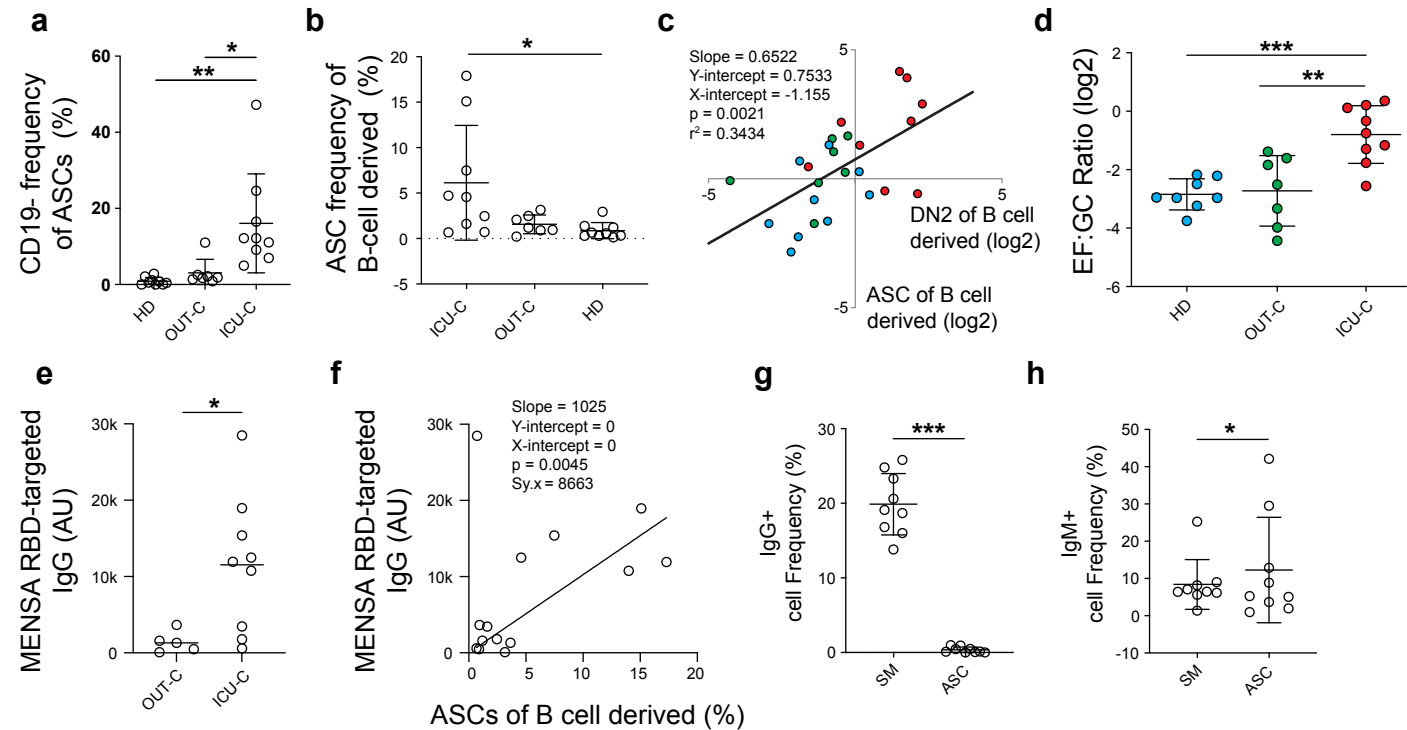 a
CD19- frequency
of ASCs (%)
60
40
20
0
*
**
HD
OUT-C
ICU-C
b
ASC frequency of
B-cell derived (%)
20
15
10
5
0
-5
*
ICU-C
OUT-C
HD
c
Slope = 0.6522
Y-intercept = 0.7533
X-intercept = -1.155
p = 0.0021
r2 = 0.3434
5
-5
5
-5
DN2 of B cell
derived (log2)
ASC of B cell
derived (log2)
d
EF:GC Ratio (log2)
2
0
-2
-4
-6
***
**
HD
OUT-C
ICU-C
e
MENSA RBD-targeted
IgG (AU)
30k
20k
10k
0
*
OUT-C
ICU-C
f
MENSA RBD-targeted
IgG (AU)
30k
20k
10k
0
Slope = 1025
Y-intercept = 0
X-intercept = 0
p = 0.0045
Sy.x = 8663
0
5
10
15
20
ASCs of B cell derived (%)
g
IgG+
cell Frequency (%)
30
20
10
0
***
SM
ASC
h
IgM+
cell Frequency (%)
50
40
30
20
10
0
-10
*
SM
ASC